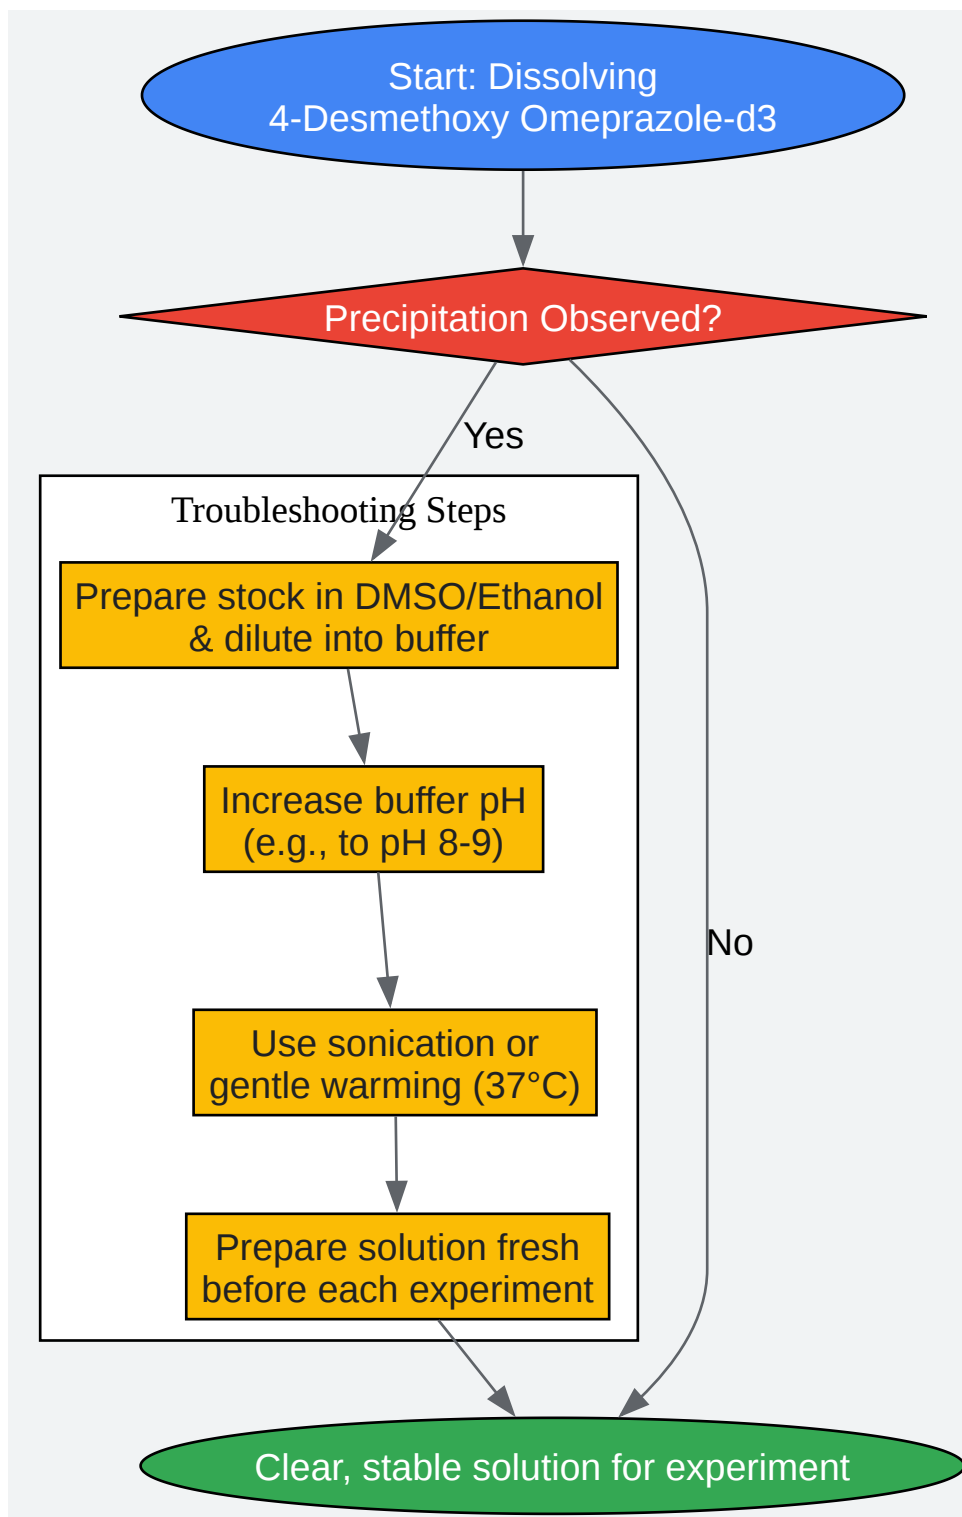 Start: Dissolving
4-Desmethoxy Omeprazole-d3
Precipitation Observed?
Yes
Troubleshooting Steps
Prepare stock in DMSO/Ethanol
& dilute into buffer
Increase buffer pH
(e.g., to pH 8-9)
No
Use sonication or
gentle warming (37°C)
Prepare solution fresh
before each experiment
Clear, stable solution for experiment